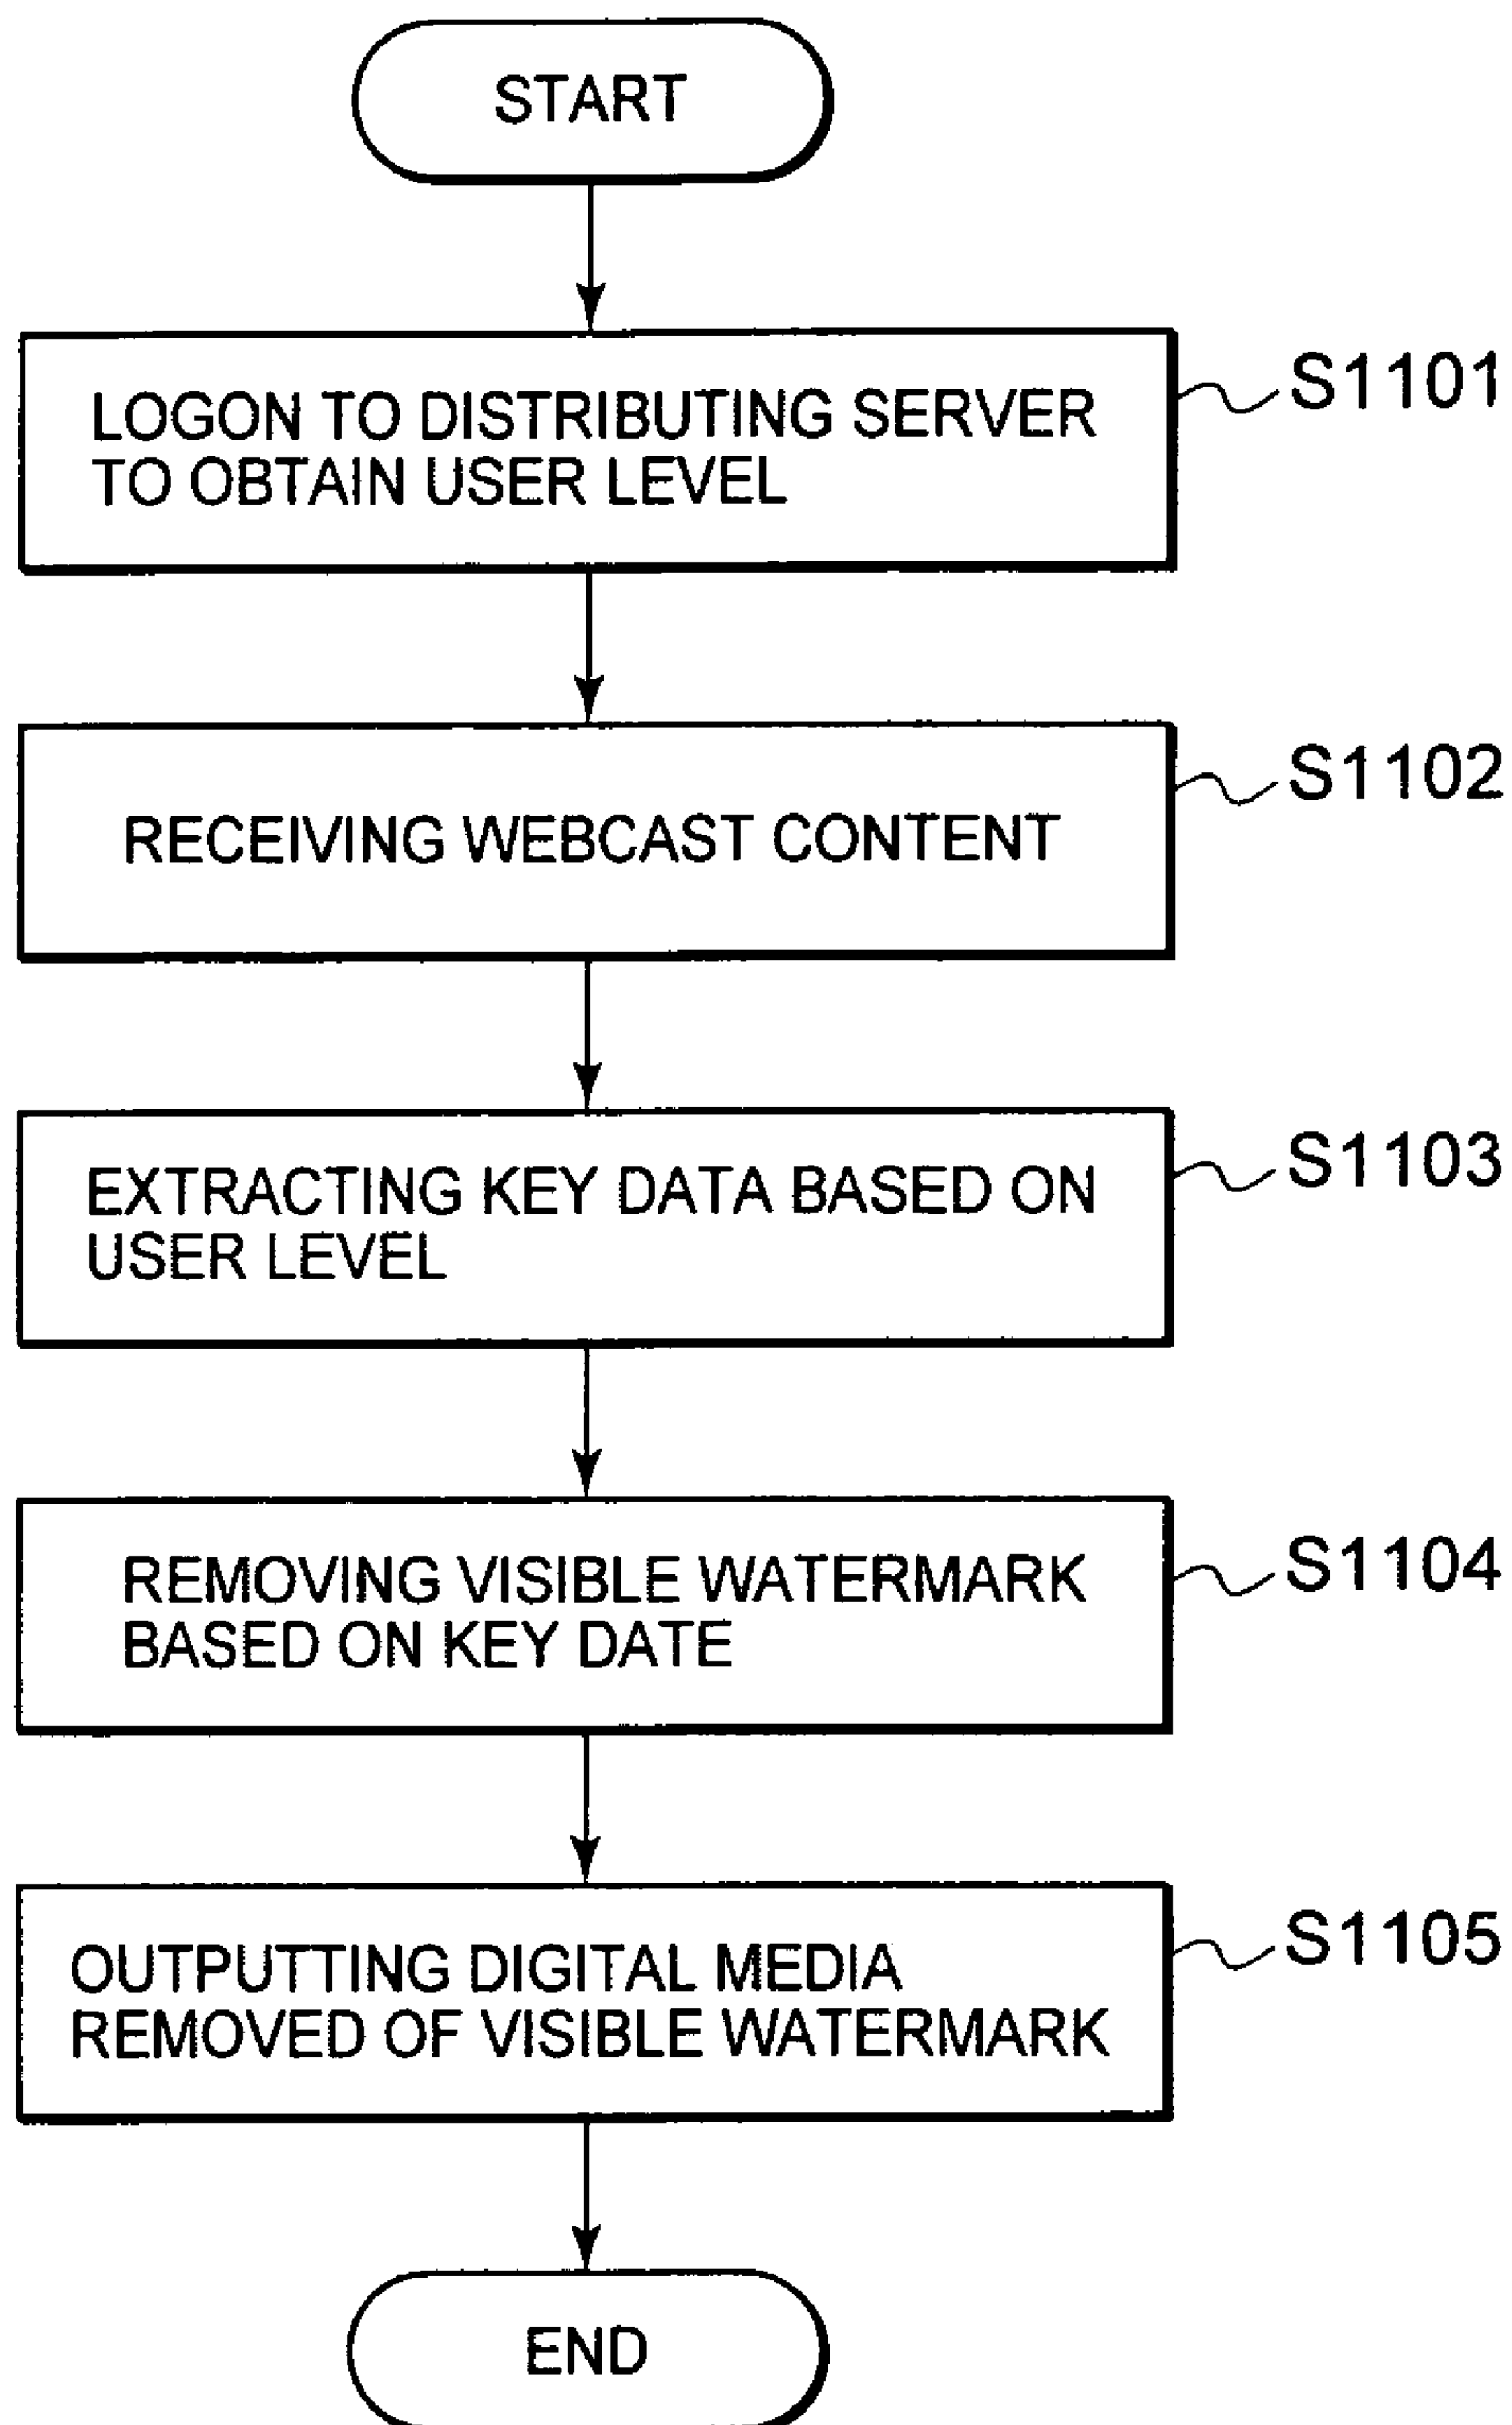 START
LOGON TO DISTRIBUTING SERVER
TO OBTAIN USER LEVEL
S1101
RECEIVING WEBCAST CONTENT
S1102
EXTRACTING KEY DATA BASED ON
USER LEVEL
S1103
REMOVING VISIBLE WATERMARK
BASED ON KEY DATE
S1104
OUTPUTTING DIGITAL MEDIA
REMOVED OF VISIBLE WATERMARK
S1105
END